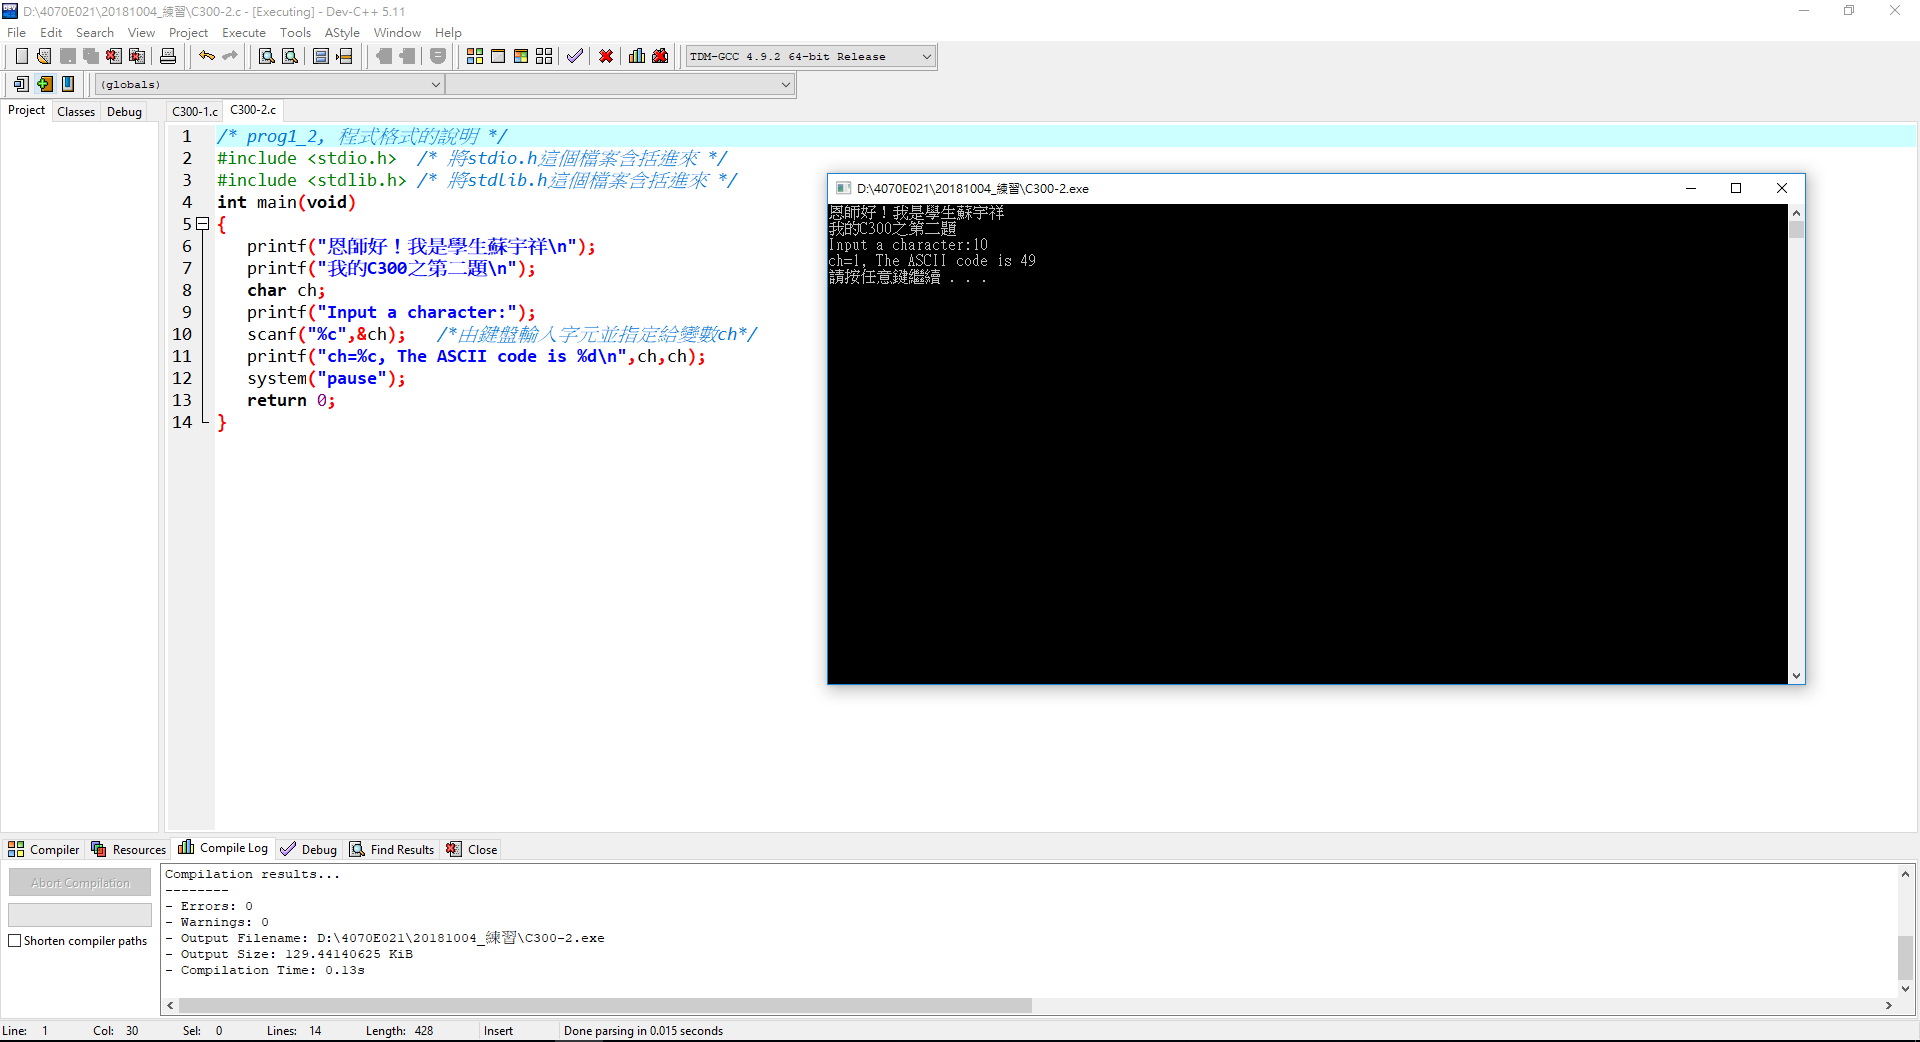 D:\4070E021\20181004_練習\C300-2.c - [Executing] - Dev-C++ 5.11
File Edit Search View Project Execute Tools AStyle Window Help
TDM-GCC 4.9.2 64-bit Release
(globals)
Project Classes Debug C300-1.c C300-2.c
1 /* prog1_2, 程式格式的說明 */
2 #include <stdio.h>  /* 將stdio.h這個檔案含括進來 */
3 #include <stdlib.h> /* 將stdlib.h這個檔案含括進來 */
4 int main(void)
5 {
6 printf("恩師好！我是學生蘇宇祥\n");
7 printf("我的C300之第二題\n");
8 char ch;
9 printf("Input a character:");
10 scanf("%c",&ch);   /*由鍵盤輸入字元並指定給變數ch*/
11 printf("ch=%c, The ASCII code is %d\n",ch,ch);
12 system("pause");
13 return 0;
14 }
D:\4070E021\20181004_練習\C300-2.exe
恩師好！我是學生蘇宇祥
我的C300之第二題
Input a character:10
ch=1, The ASCII code is 49
請按任意鍵繼續 . . .
Compiler Resources Compile Log Debug Find Results Close
Abort Compilation
Shorten compiler paths
Compilation results...
--------
- Errors: 0
- Warnings: 0
- Output Filename: D:\4070E021\20181004_練習\C300-2.exe
- Output Size: 129.44140625 KiB
- Compilation Time: 0.13s
Line: 1 Col: 30 Sel: 0 Lines: 14 Length: 428 Insert Done parsing in 0.015 seconds